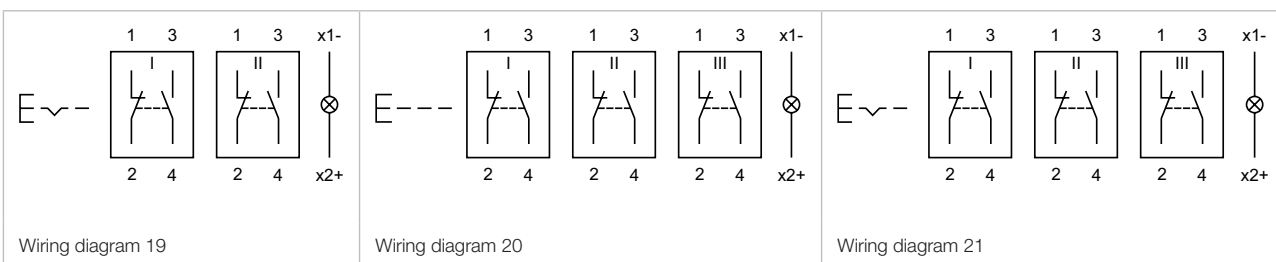 1 3 1 3 x1-
I II
2 4 2 4 x2+
Wiring diagram 19
1 3 1 3 1 3 x1-
I II III
2 4 2 4 2 4 x2+
Wiring diagram 20
1 3 1 3 1 3 x1-
I II III
2 4 2 4 2 4 x2+
Wiring diagram 21